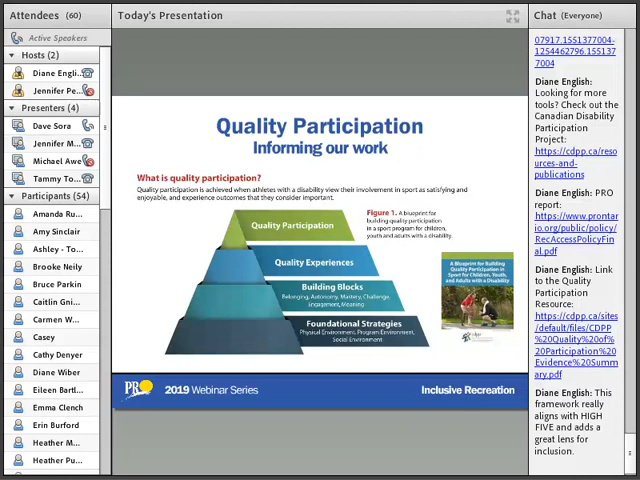 Attendees (60)
Active Speakers
Hosts (2)
Diane Engli...
Jennifer Pe...
Presenters (4)
Dave Sora
Jennifer M...
Michael Awe
Tammy To...
Participants (54)
Amanda Ru...
Amy Sinclair
Ashley - To...
Brooke Neily
Bruce Parkin
Caitlin Gni...
Carmen W...
Casey
Cathy Denyer
Diane Wiber
Eileen Bartl...
Emma Clench
Erin Burford
Heather M...
Heather Pu...
Today's Presentation
Quality Participation
Informing our work
What is quality participation?
Quality participation is achieved when athletes with a disability view their involvement in sport as satisfying and
enjoyable, and experience outcomes that they consider important.
Figure 1. A blueprint for
building quality participation
in a sport program for children,
youth and adults with a disability.
Quality Participation
Quality Experiences
Building Blocks
Belonging, Autonomy, Mastery, Challenge,
Engagement, Meaning
Foundational Strategies
Physical Environment, Program Environment,
Social Environment
A Blueprint for Building
Quality Participation in
Sport for Children, Youth,
and Adults with a Disability
cdpp
PRO
2019 Webinar Series
Inclusive Recreation
Chat (Everyone)
07917.1551377004-
1254462796.155137
7004
Diane English:
Looking for more
tools? Check out the
Canadian Disability
Participation
Project:
https://cdpp.ca/reso
urces-and-
publications
Diane English: PRO
report:
https://www.prontar
io.org/public/policy/
RecAccessPolicyFin
al.pdf
Diane English: Link
to the Quality
Participation
Resource:
https://cdpp.ca/sites
/default/files/CDPP
%20Quality%20of%
20Participation%20
Evidence%20Summ
ary.pdf
Diane English: This
framework really
aligns with HIGH
FIVE and adds a
great lens for
inclusion.